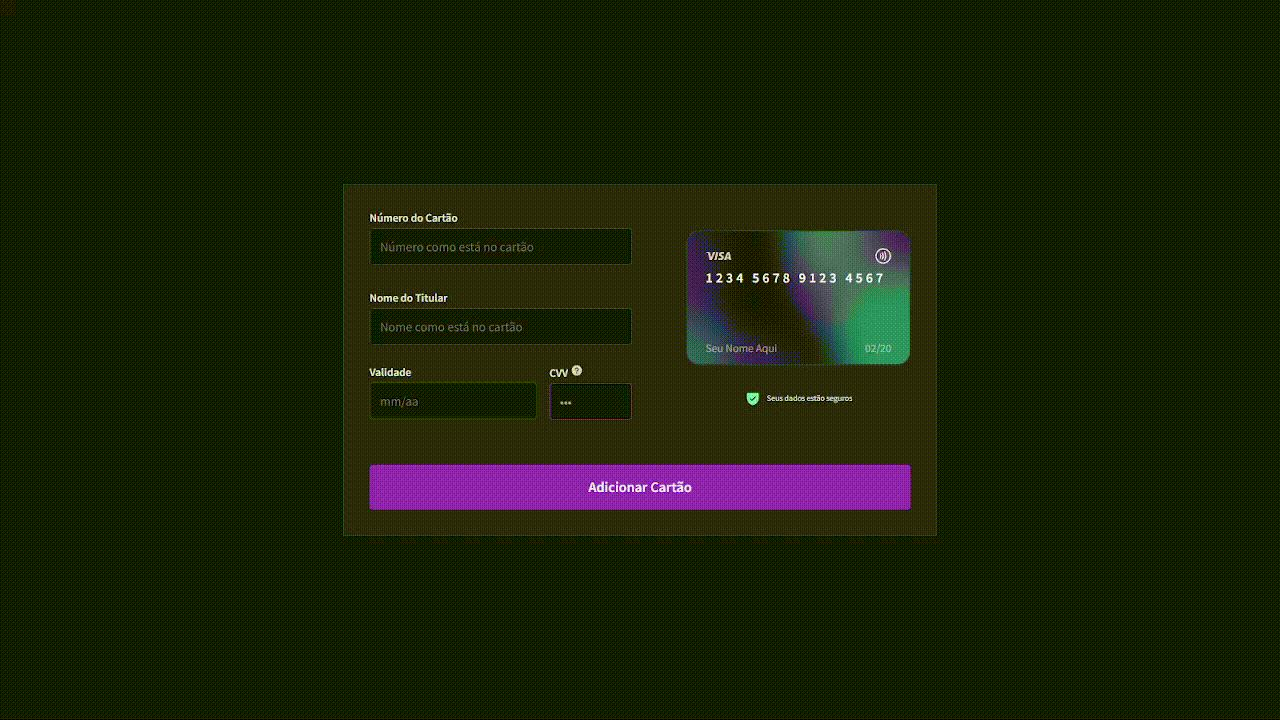 Número do Cartão
Número como está no cartão
Nome do Titular
Nome como está no cartão
Validade
CVV ?
mm/aa
•••
VISA
1234 5678 9123 4567
Seu Nome Aqui 02/20
Seus dados estão seguros
Adicionar Cartão